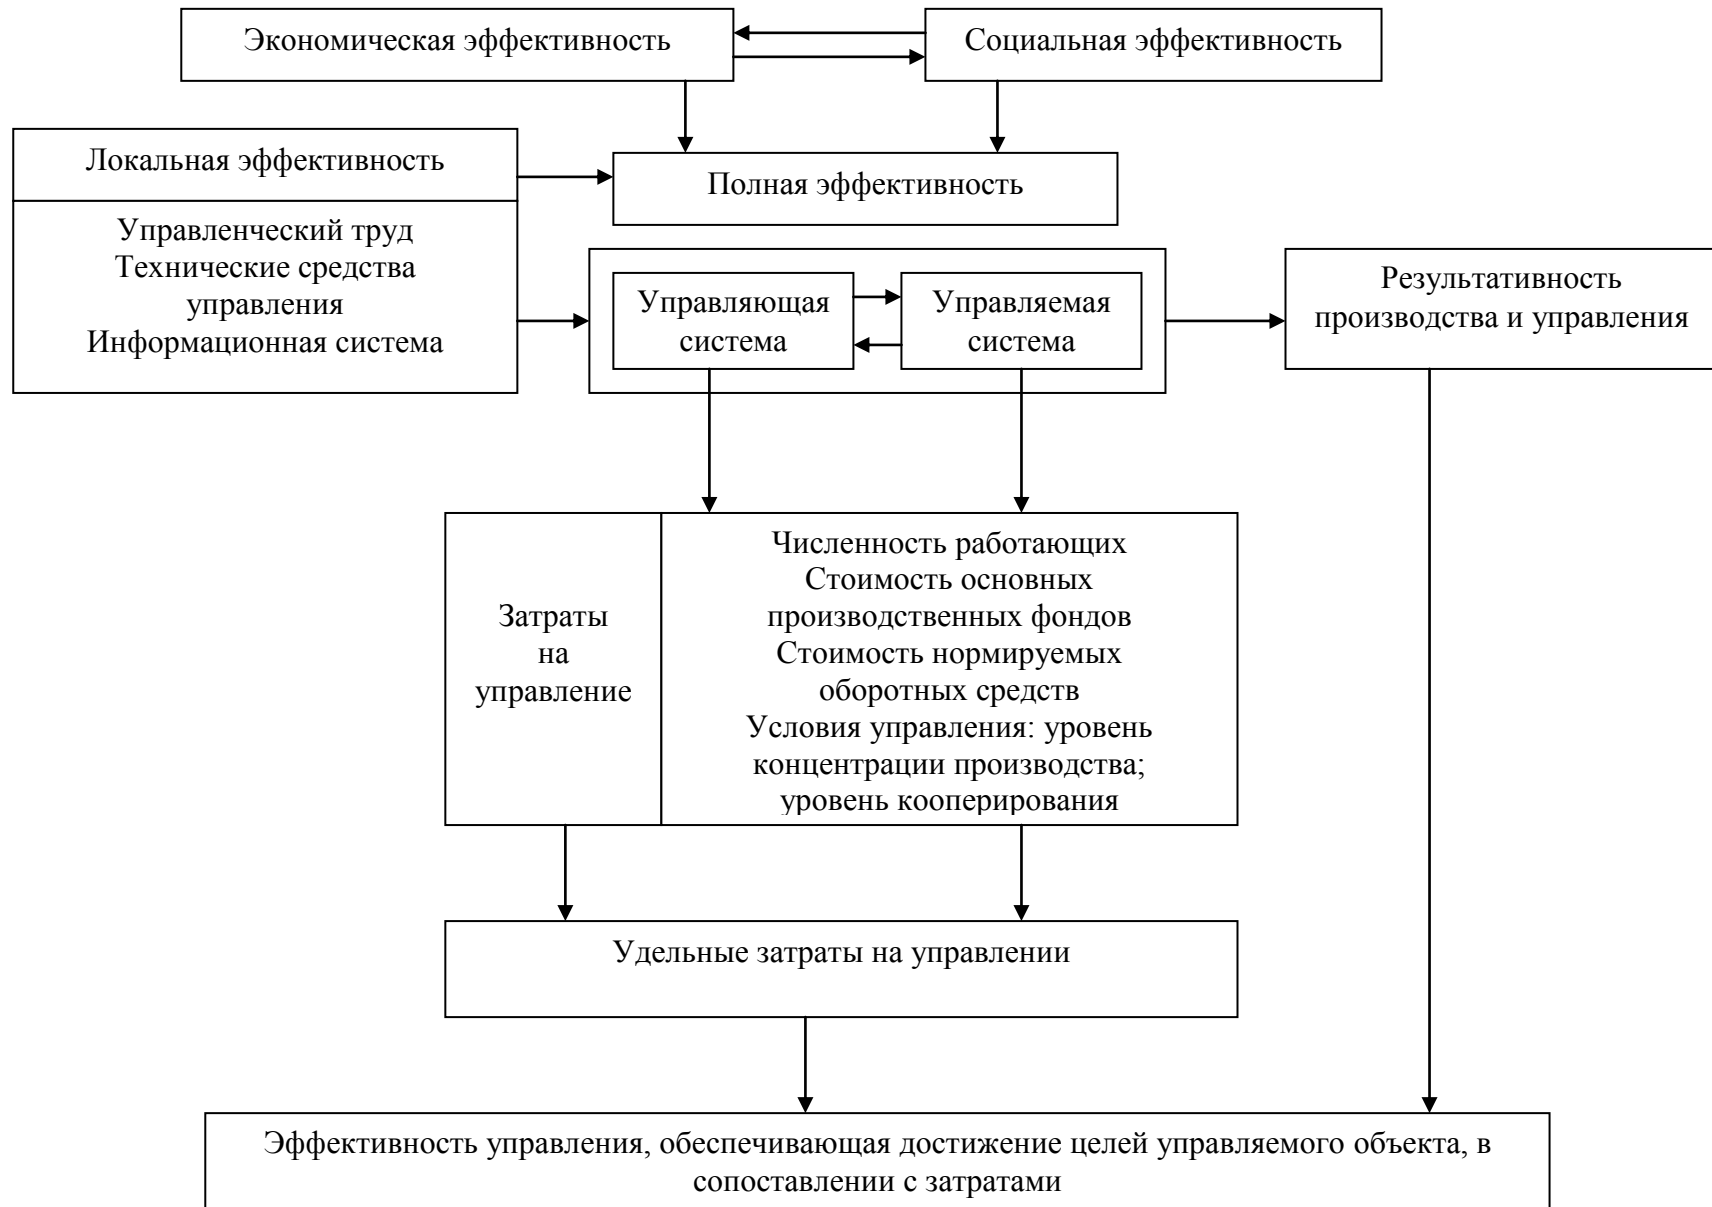 Экономическая эффективность
Социальная эффективность
Локальная эффективность
Полная эффективность
Управленческий труд
Технические средства
управления
Информационная система
Управляющая
система
Управляемая
система
Результативность
производства и управления
Затраты
на
управление
Численность работающих
Стоимость основных
производственных фондов
Стоимость нормируемых
оборотных средств
Условия управления: уровень
концентрации производства;
уровень кооперирования
Удельные затраты на управлении
Эффективность управления, обеспечивающая достижение целей управляемого объекта, в
сопоставлении с затратами